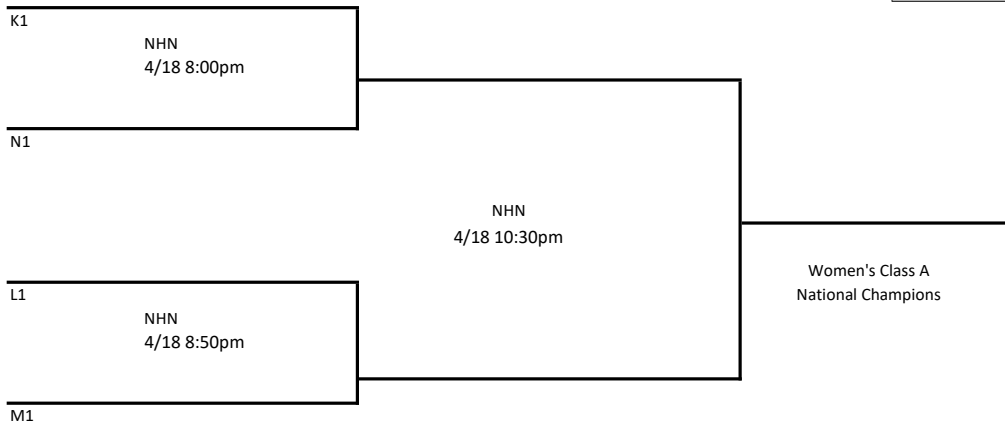 K1
NHN
4/18 8:00pm
N1
NHN
4/18 10:30pm
Women's Class A
National Champions
L1
NHN
4/18 8:50pm
M1